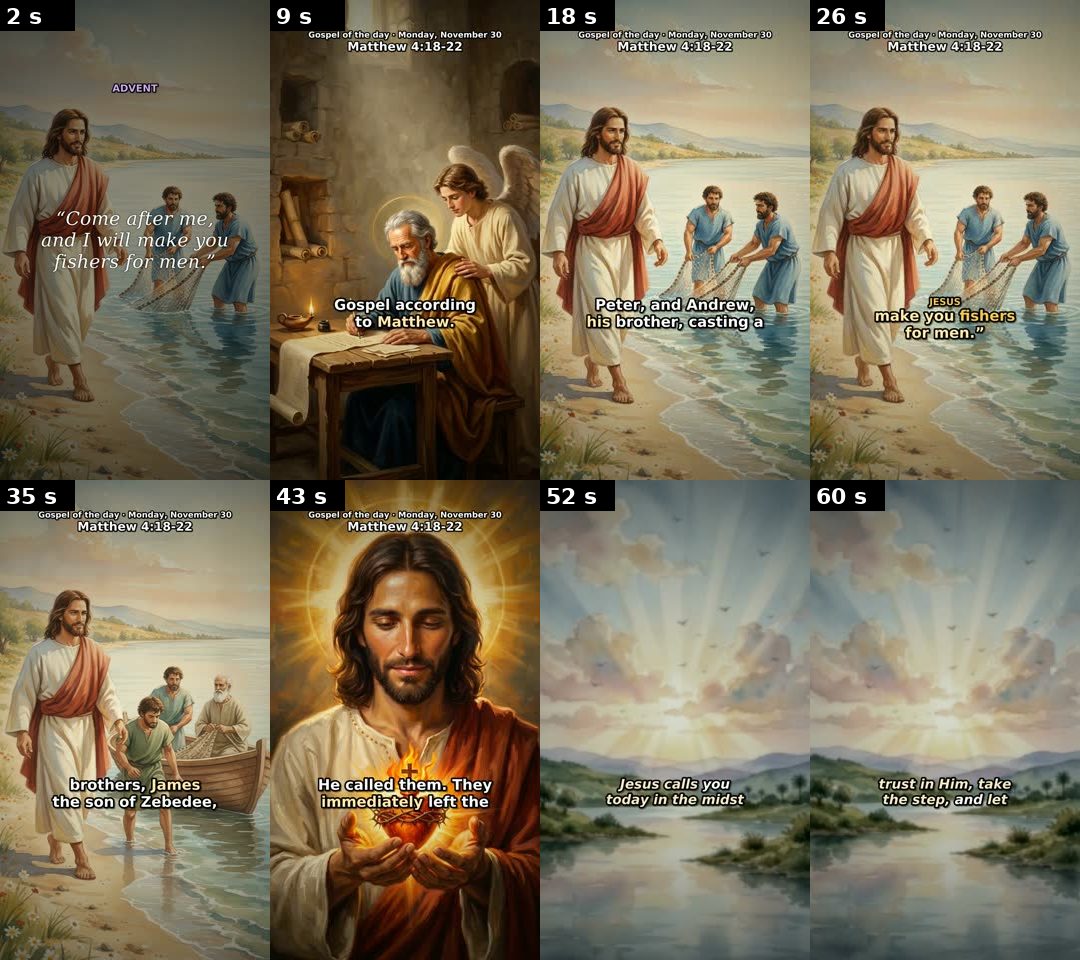 2 s
ADVENT
“Come after me,
and I will make you
fishers for men.”
9 s
Gospel of the day · Monday, November 30
Matthew 4:18-22
Gospel according
to Matthew.
18 s
Gospel of the day · Monday, November 30
Matthew 4:18-22
Peter, and Andrew,
his brother, casting a
26 s
Gospel of the day · Monday, November 30
Matthew 4:18-22
JESUS
make you fishers
for men.”
35 s
Gospel of the day · Monday, November 30
Matthew 4:18-22
brothers, James
the son of Zebedee,
43 s
Gospel of the day · Monday, November 30
Matthew 4:18-22
He called them. They
immediately left the
52 s
Jesus calls you
today in the midst
60 s
trust in Him, take
the step, and let